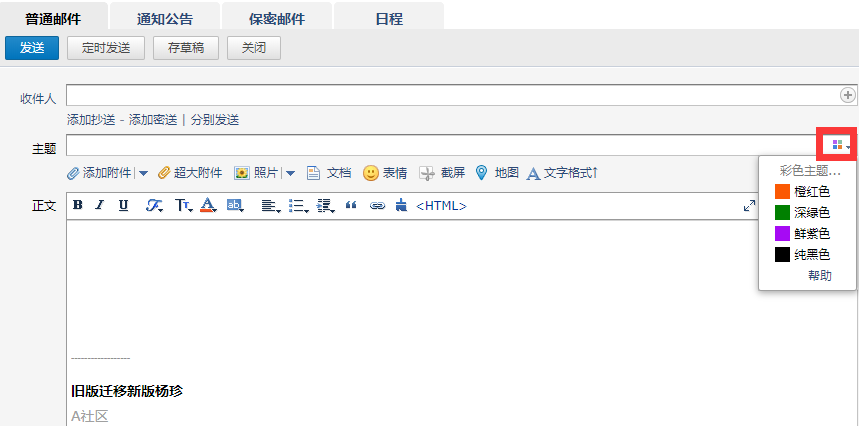 普通邮件 通知公告 保密邮件 日程
发送 定时发送 存草稿 关闭
收件人
添加抄送 - 添加密送 | 分别发送
主题
添加附件 超大附件 照片 文档 表情 截屏 地图 A 文字格式↑
彩色主题...
橙红色
深绿色
鲜紫色
纯黑色
帮助
正文 B I U F TT A ab <HTML>
------------------
旧版迁移新版杨珍
A社区